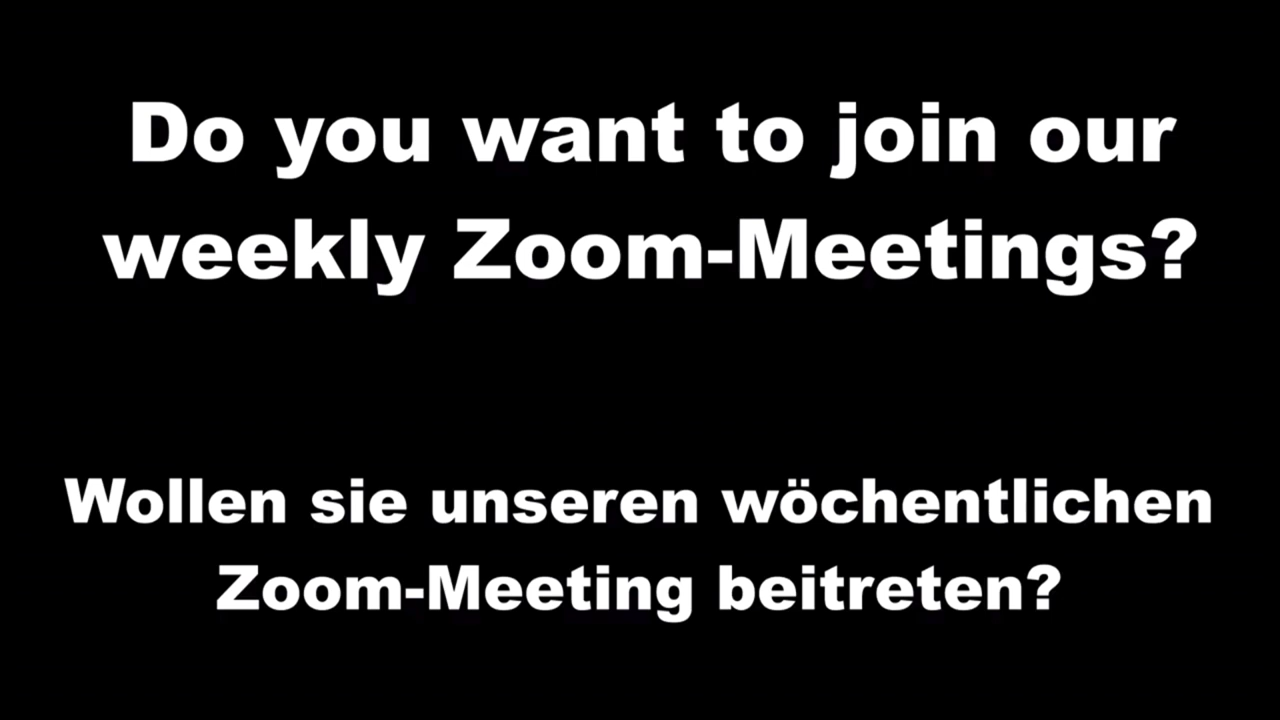 Do you want to join our
weekly Zoom-Meetings?
Wollen sie unseren wöchentlichen
Zoom-Meeting beitreten?